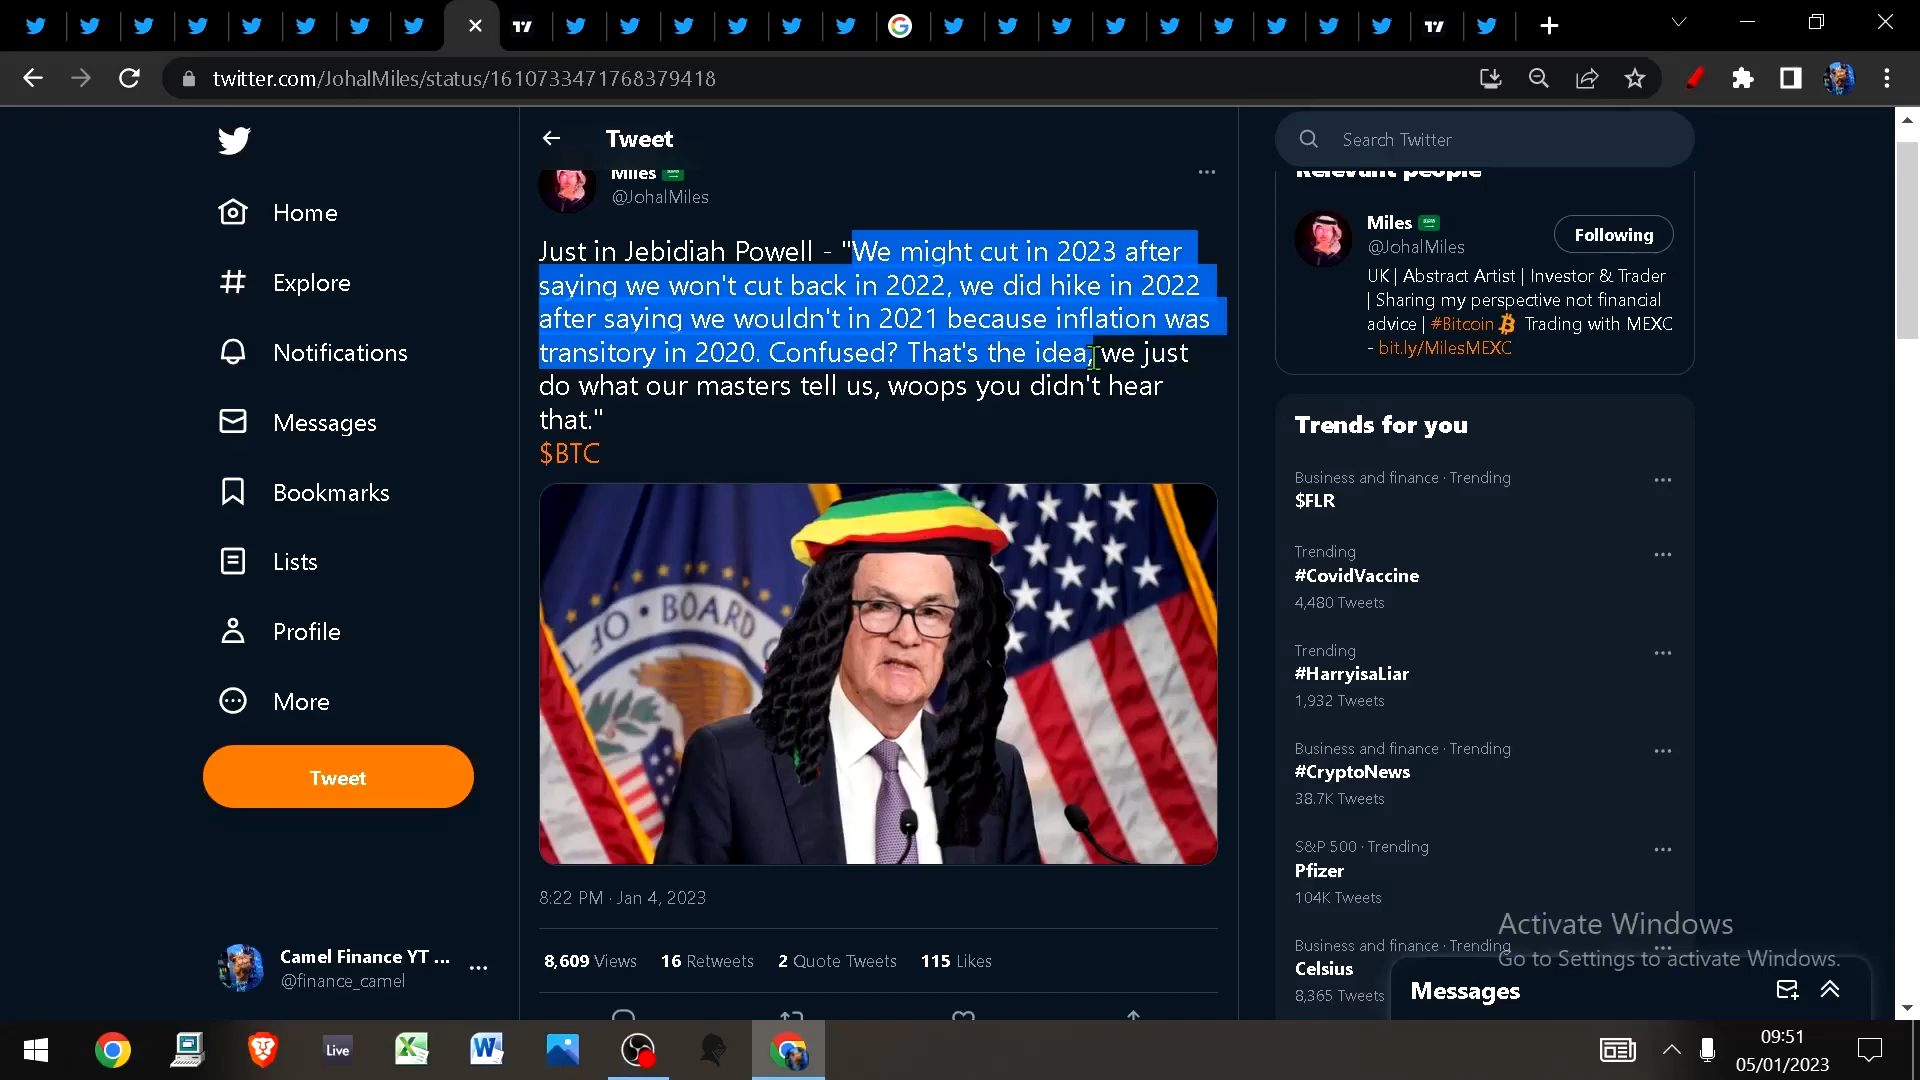 twitter.com/JohalMiles/status/1610733471768379418
Home
Explore
Notifications
Messages
Bookmarks
Lists
Profile
More
Tweet
Camel Finance YT ...
@finance_camel
Tweet
Miles
@JohalMiles
Just in Jebidiah Powell - "We might cut in 2023 after
saying we won't cut back in 2022, we did hike in 2022
after saying we wouldn't in 2021 because inflation was
transitory in 2020. Confused? That's the idea, we just
do what our masters tell us, woops you didn't hear
that."
$BTC
OF • BOARD
8:22 PM · Jan 4, 2023
8,609 Views 16 Retweets 2 Quote Tweets 115 Likes
Search Twitter
Relevant people
Miles
@JohalMiles
Following
UK | Abstract Artist | Investor & Trader
| Sharing my perspective not financial
advice | #Bitcoin Trading with MEXC
- bit.ly/MilesMEXC
Trends for you
Business and finance · Trending
$FLR
Trending
#CovidVaccine
4,480 Tweets
Trending
#HarryisaLiar
1,932 Tweets
Business and finance · Trending
#CryptoNews
38.7K Tweets
S&P 500 · Trending
Pfizer
104K Tweets
Business and finance · Trending
Celsius
8,365 Tweets
Activate Windows
Go to Settings to activate Windows.
Messages
Live
09:51
05/01/2023